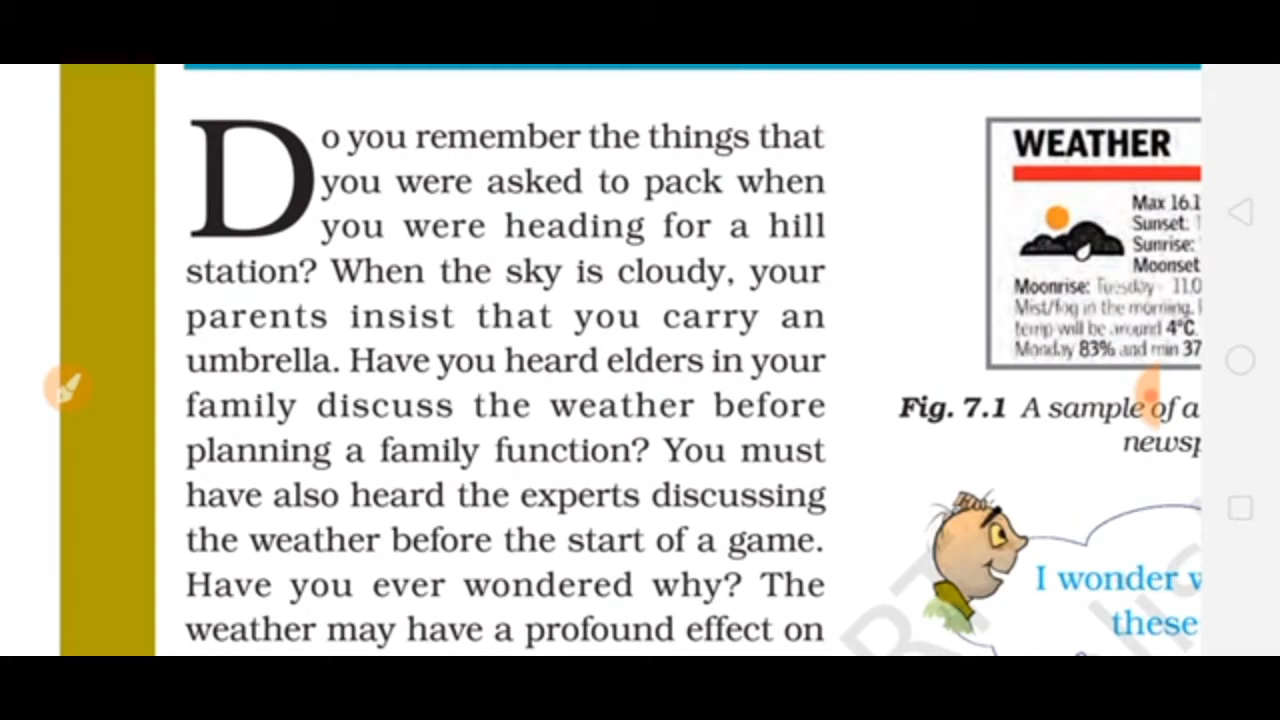 Do you remember the things that
you were asked to pack when
you were heading for a hill
station? When the sky is cloudy, your
parents insist that you carry an
umbrella. Have you heard elders in your
family discuss the weather before
planning a family function? You must
have also heard the experts discussing
the weather before the start of a game.
Have you ever wondered why? The
weather may have a profound effect on
WEATHER
Max 16.1
Sunset:
Sunrise:
Moonset
Moonrise: Tuesday - 11.0
Mist/fog in the morning.
temp will be around 4°C.
Monday 83% and min 37
Fig. 7.1 A sample of a
newsp
I wonder w
these